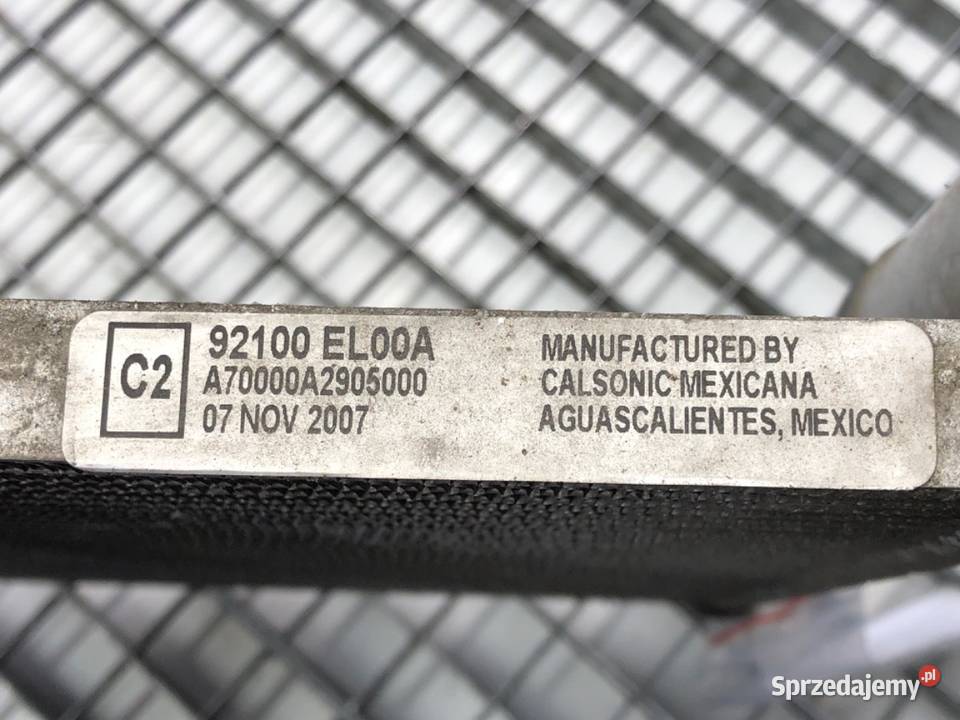 C2
92100 EL00A
A70000A2905000
07 NOV 2007
MANUFACTURED BY
CALSONIC MEXICANA
AGUASCALIENTES, MEXICO
Sprzedajemy.pl